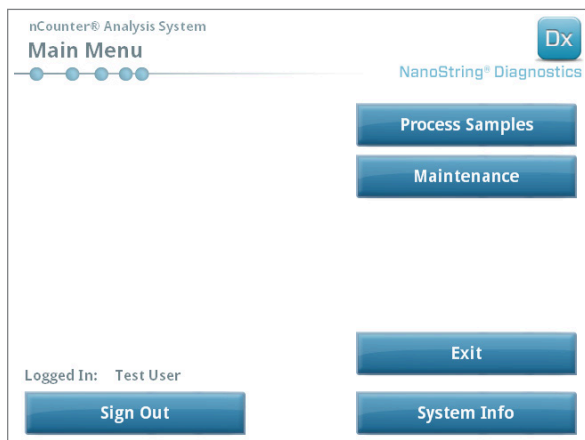 nCounter® Analysis System
Main Menu
Dx
NanoString® Diagnostics
Process Samples
Maintenance
Exit
Logged In: Test User
Sign Out
System Info